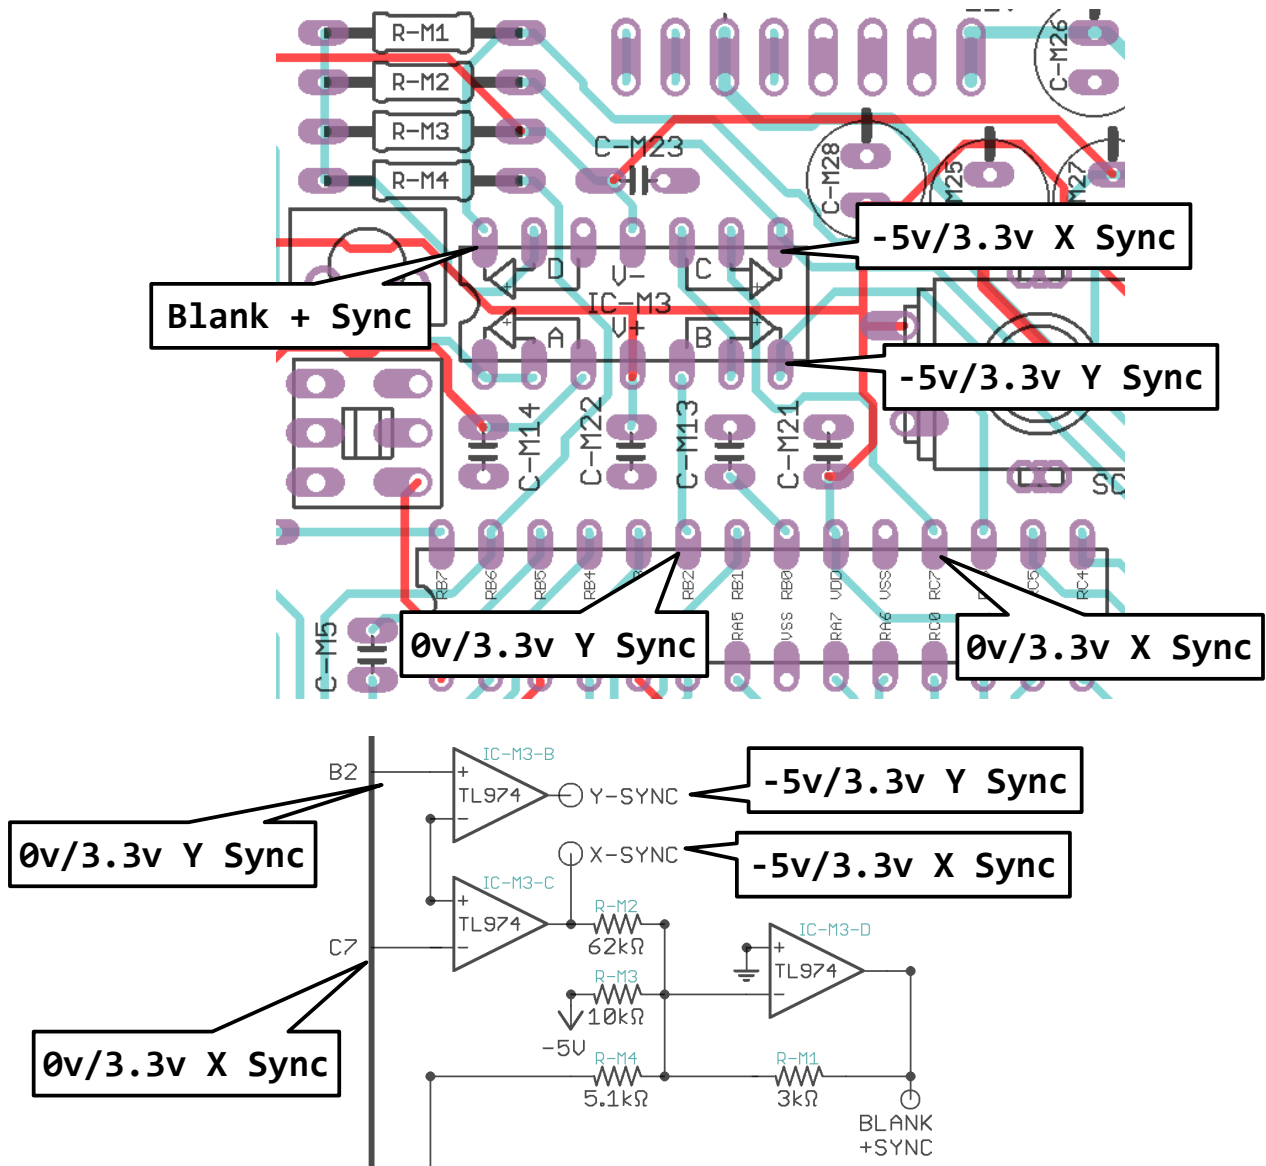 R-M1
R-M2
R-M3
R-M4
C-M26
C-M23
C-M28
M25
M27
-5v/3.3v X Sync
Blank + Sync
D
V-
C
IC-M3
V+
A
B
-5v/3.3v Y Sync
C-M14
C-M22
C-M13
C-M21
SC
RB7
RB6
RB5
RB4
RB2
RB1
RB0
VDD
VSS
RC7
C5
RC4
C-M5
0v/3.3v Y Sync
RA5
VSS
RA7
RA6
RC0
0v/3.3v X Sync
IC-M3-B
B2
+
TL974
-
Y-SYNC
-5v/3.3v Y Sync
0v/3.3v Y Sync
X-SYNC
-5v/3.3v X Sync
IC-M3-C
+
TL974
-
C7
R-M2
62kΩ
IC-M3-D
+
TL974
-
R-M3
10kΩ
-5V
0v/3.3v X Sync
R-M4
5.1kΩ
R-M1
3kΩ
BLANK
+SYNC